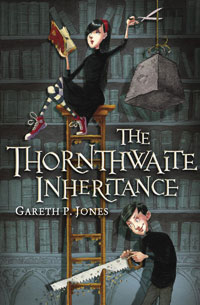 THE
THORNTHWAITE
INHERITANCE
GARETH P. JONES